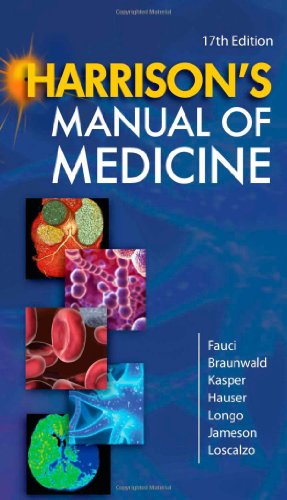 17th Edition
HARRISON'S
MANUAL OF
MEDICINE
Fauci
Braunwald
Kasper
Hauser
Longo
Jameson
Loscalzo